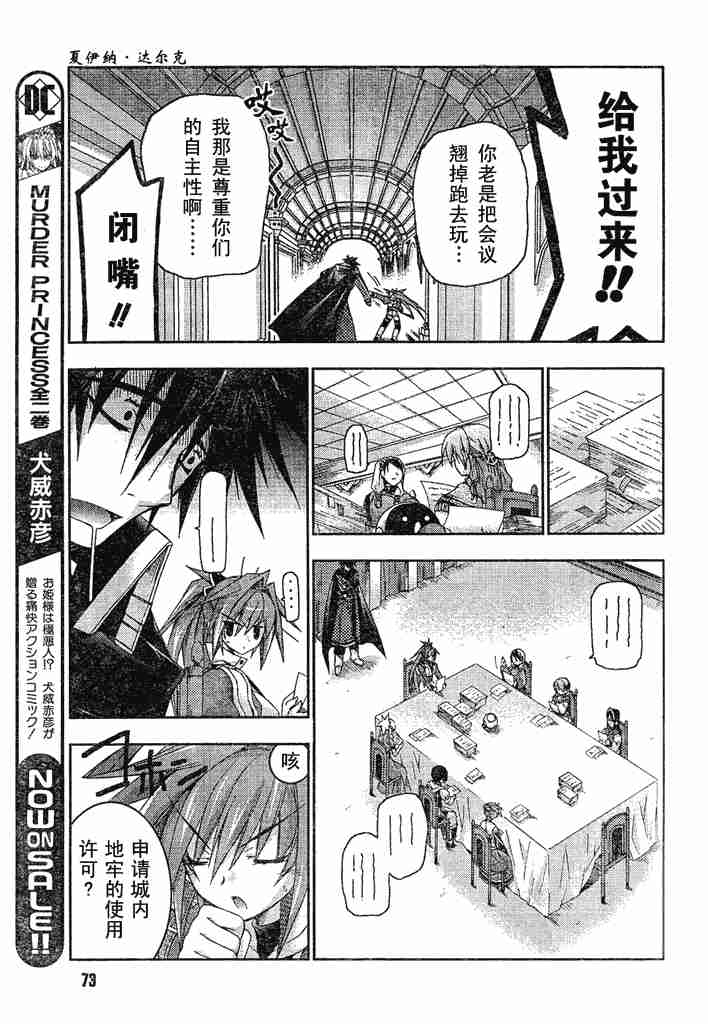 夏伊纳·达尔克
给我过来!!
你老是把会议
翘掉跑去玩…
哎
哎
我那是尊重你们
的自主性啊……
闭嘴!!
……
咳
コホン
申请城内
地牢的使用
许可?
DC
MURDER PRINCESS全二巻
犬威赤彦
お姫様は極悪人!? 犬威赤彦が
贈る痛快アクションコミック!
NOW ON SALE!!
73